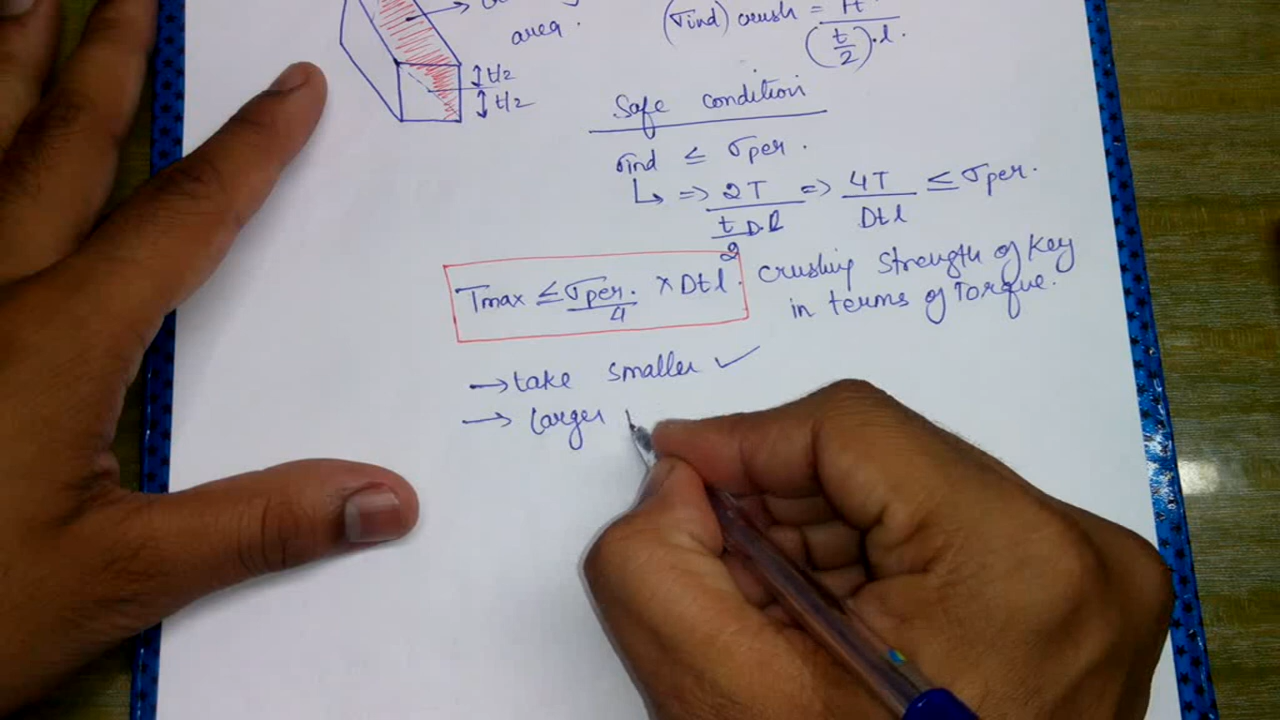 area.
(σind) crush = Pt
(t/2).l.
t/2
t/2
Safe condition
σind ≤ σper.
↳ => 2T / (t/2 D.l) => 4T / Dtl ≤ σper.
Tmax ≤ σper./4 × Dtl. crushing strength of key
in terms of Torque.
→ take smaller ✓
→ larger